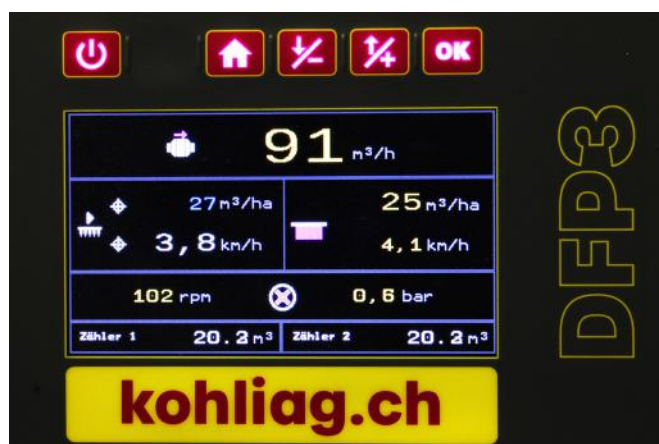 OK
91 m³/h
27 m³/ha
25 m³/ha
3,8 km/h
4,1 km/h
102 rpm
0,6 bar
Zähler 1 20.2 m³ Zähler 2 20.2 m³
DFP3
kohliag.ch